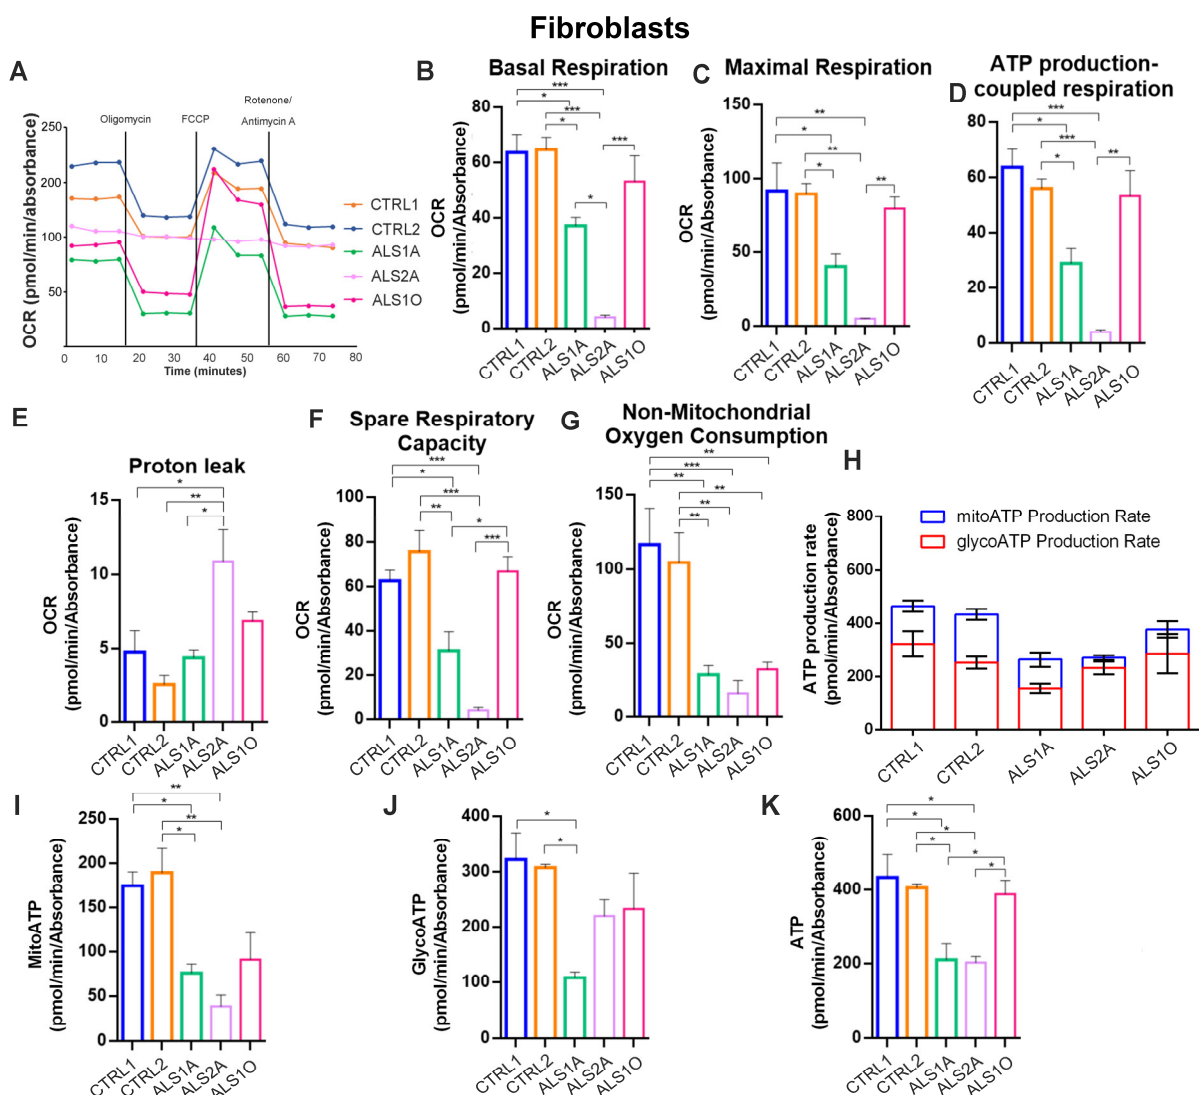 Fibroblasts
A
Oligomycin
FCCP
Rotenone/
Antimycin A
OCR (pmol/min/absorbance)
250
200
100
50
0
10
20
30
40
50
60
70
80
Time (minutes)
CTRL1
CTRL2
ALS1A
ALS2A
ALS1O
B
Basal Respiration
***
*
***
*
***
*
OCR
(pmol/min/Absorbance)
80
60
40
20
0
CTRL1
CTRL2
ALS1A
ALS2A
ALS1O
C
Maximal Respiration
**
*
**
*
**
OCR
(pmol/min/Absorbance)
150
100
50
0
CTRL1
CTRL2
ALS1A
ALS2A
ALS1O
D
ATP production-
coupled respiration
***
*
***
*
**
OCR
(pmol/min/Absorbance)
80
60
40
20
0
CTRL1
CTRL2
ALS1A
ALS2A
ALS1O
E
Proton leak
*
**
*
OCR
(pmol/min/Absorbance)
15
10
5
0
CTRL1
CTRL2
ALS1A
ALS2A
ALS1O
F
Spare Respiratory
Capacity
***
*
***
**
*
***
OCR
(pmol/min/Absorbance)
100
80
60
40
20
0
CTRL1
CTRL2
ALS1A
ALS2A
ALS1O
G
Non-Mitochondrial
Oxygen Consumption
**
***
**
**
**
**
OCR
(pmol/min/Absorbance)
150
100
50
0
CTRL1
CTRL2
ALS1A
ALS2A
ALS1O
H
mitoATP Production Rate
glycoATP Production Rate
ATP production rate
(pmol/min/Absorbance)
800
600
400
200
0
CTRL1
CTRL2
ALS1A
ALS2A
ALS1O
I
**
*
**
*
MitoATP
(pmol/min/Absorbance)
250
200
150
100
50
0
CTRL1
CTRL2
ALS1A
ALS2A
ALS1O
J
*
*
GlycoATP
(pmol/min/Absorbance)
400
300
200
100
0
CTRL1
CTRL2
ALS1A
ALS2A
ALS1O
K
*
*
*
*
*
*
ATP
(pmol/min/Absorbance)
600
400
200
0
CTRL1
CTRL2
ALS1A
ALS2A
ALS1O